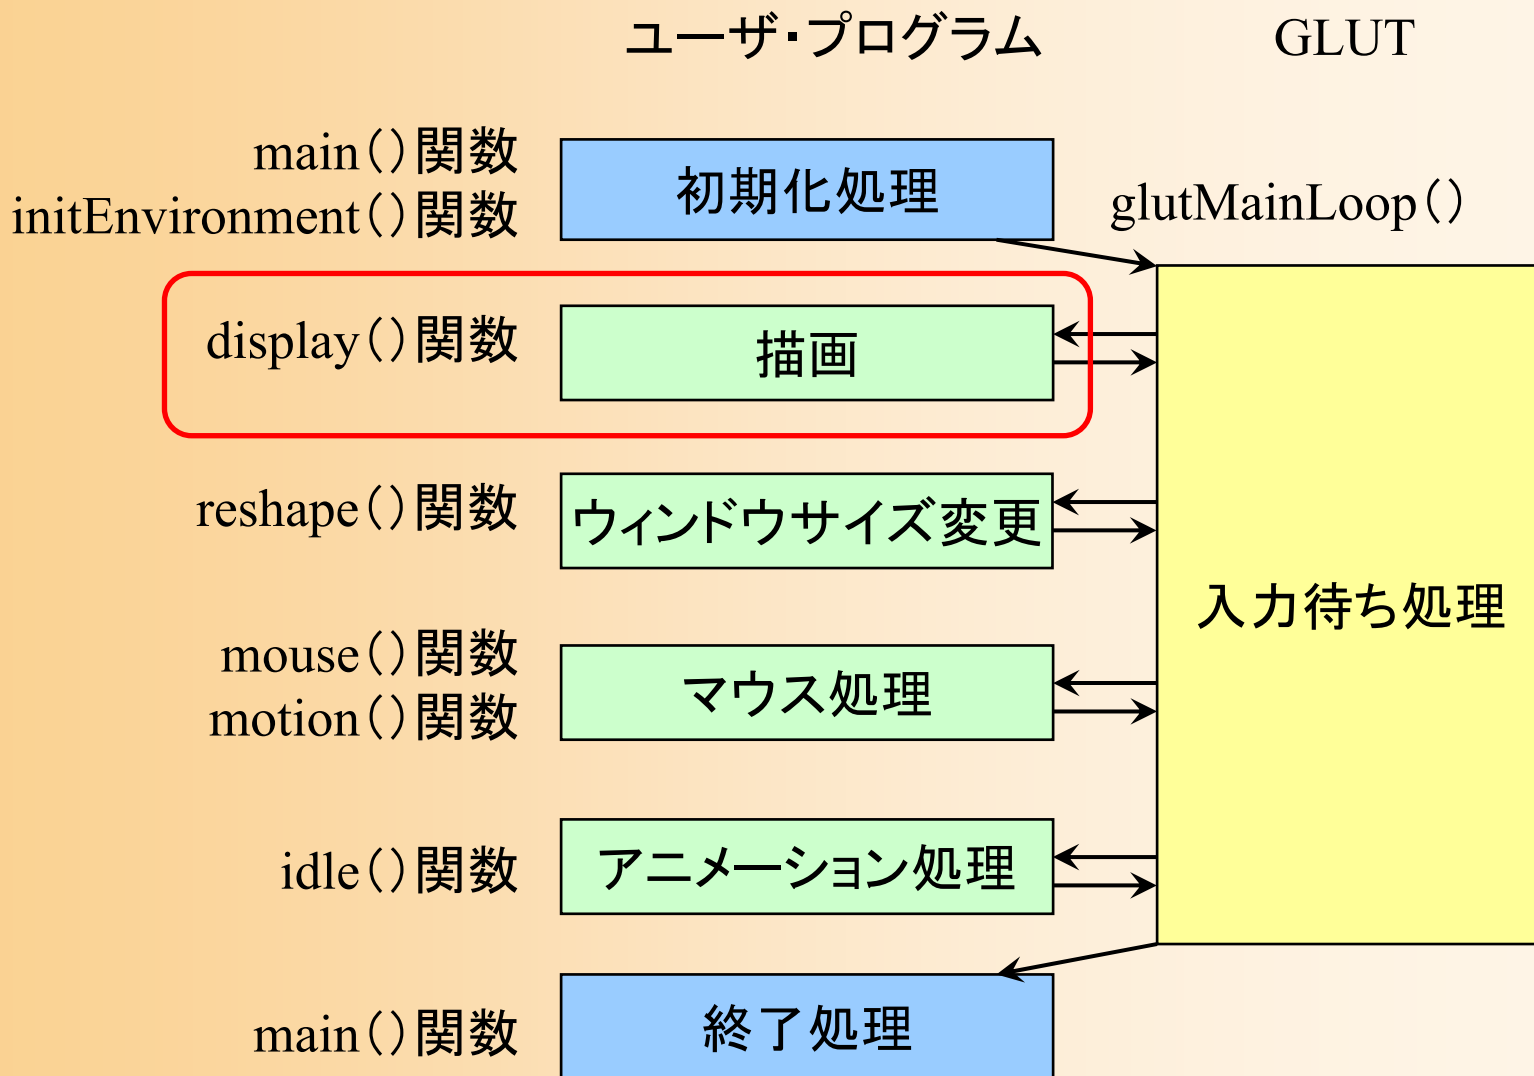 ユーザ・プログラム
GLUT
main()関数
initEnvironment()関数
初期化処理
glutMainLoop()
display()関数
描画
reshape()関数
ウィンドウサイズ変更
入力待ち処理
mouse()関数
motion()関数
マウス処理
idle()関数
アニメーション処理
main()関数
終了処理